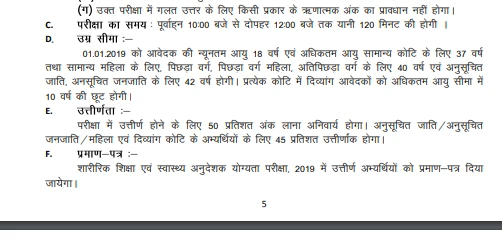 (ग) उक्त परीक्षा में गलत उत्तर के लिए किसी प्रकार के ऋणात्मक अंक का प्रावधान नहीं होगा।
C. परीक्षा का समय : पूर्वाह्न 10:00 बजे से दोपहर 12:00 बजे तक यानी 120 मिनट की होगी ।
D. उम्र सीमा :—
01.01.2019 को आवेदक की न्यूनतम आयु 18 वर्ष एवं अधिकतम आयु सामान्य कोटि के लिए 37 वर्ष
तथा सामान्य महिला के लिए, पिछड़ा वर्ग, पिछड़ा वर्ग महिला, अतिपिछड़ा वर्ग के लिए 40 वर्ष एवं अनुसूचित
जाति, अनसूचित जनजाति के लिए 42 वर्ष होगी। प्रत्येक कोटि में दिव्यांग आवेदकों को अधिकतम आयु सीमा में
10 वर्ष की छूट होगी।
E. उत्तीर्णता :—
परीक्षा में उत्तीर्ण होने के लिए 50 प्रतिशत अंक लाना अनिवार्य होगा। अनुसूचित जाति/अनुसूचित
जनजाति/महिला एवं दिव्यांग कोटि के अभ्यर्थियों के लिए 45 प्रतिशत उत्तीर्णांक होगा।
F. प्रमाण—पत्र :—
शारीरिक शिक्षा एवं स्वास्थ्य अनुदेशक योग्यता परीक्षा, 2019 में उत्तीर्ण अभ्यर्थियों को प्रमाण—पत्र दिया
जायेगा।
5